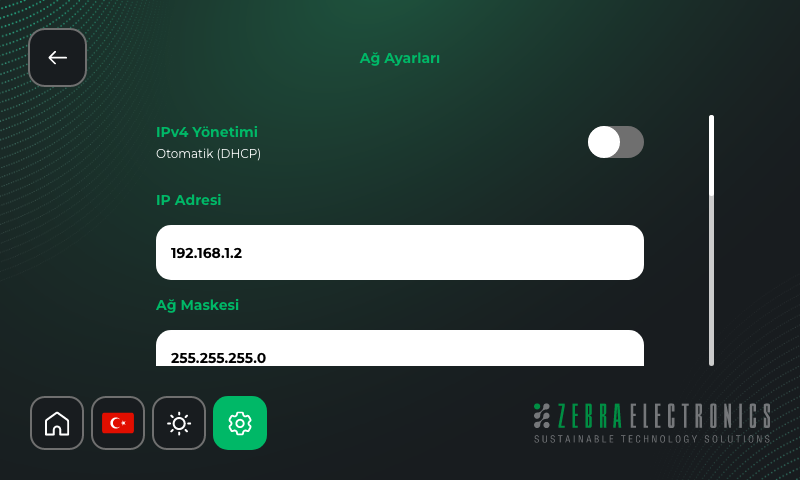 Ağ Ayarları
IPv4 Yönetimi
Otomatik (DHCP)
IP Adresi
192.168.1.2
Ağ Maskesi
255.255.255.0
ZEBRA ELECTRONICS
SUSTAINABLE TECHNOLOGY SOLUTIONS